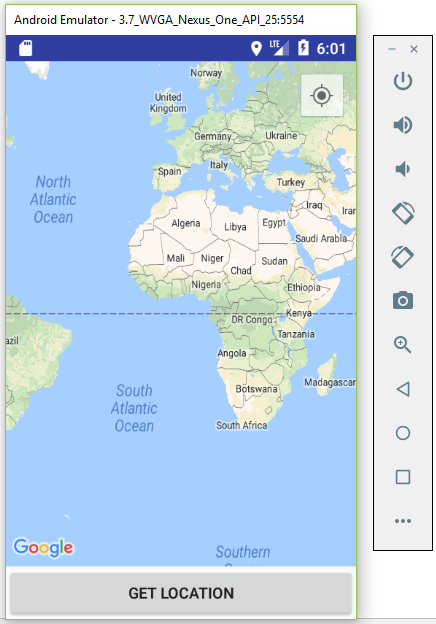 Android Emulator - 3.7_WVGA_Nexus_One_API_25:5554
LTE 6:01
Norway
United
Kingdom
Germany
Ukraine
Spain
Italy
Turkey
North
Atlantic
Ocean
Iraq
Iran
Algeria
Libya
Egypt
Saudi Arabia
Mali
Niger
Chad
Sudan
Nigeria
Ethiopia
DR Congo
Kenya
azil
Tanzania
Angola
South
Atlantic
Ocean
Botswana
Madagascar
South Africa
Google
Southern
GET LOCATION